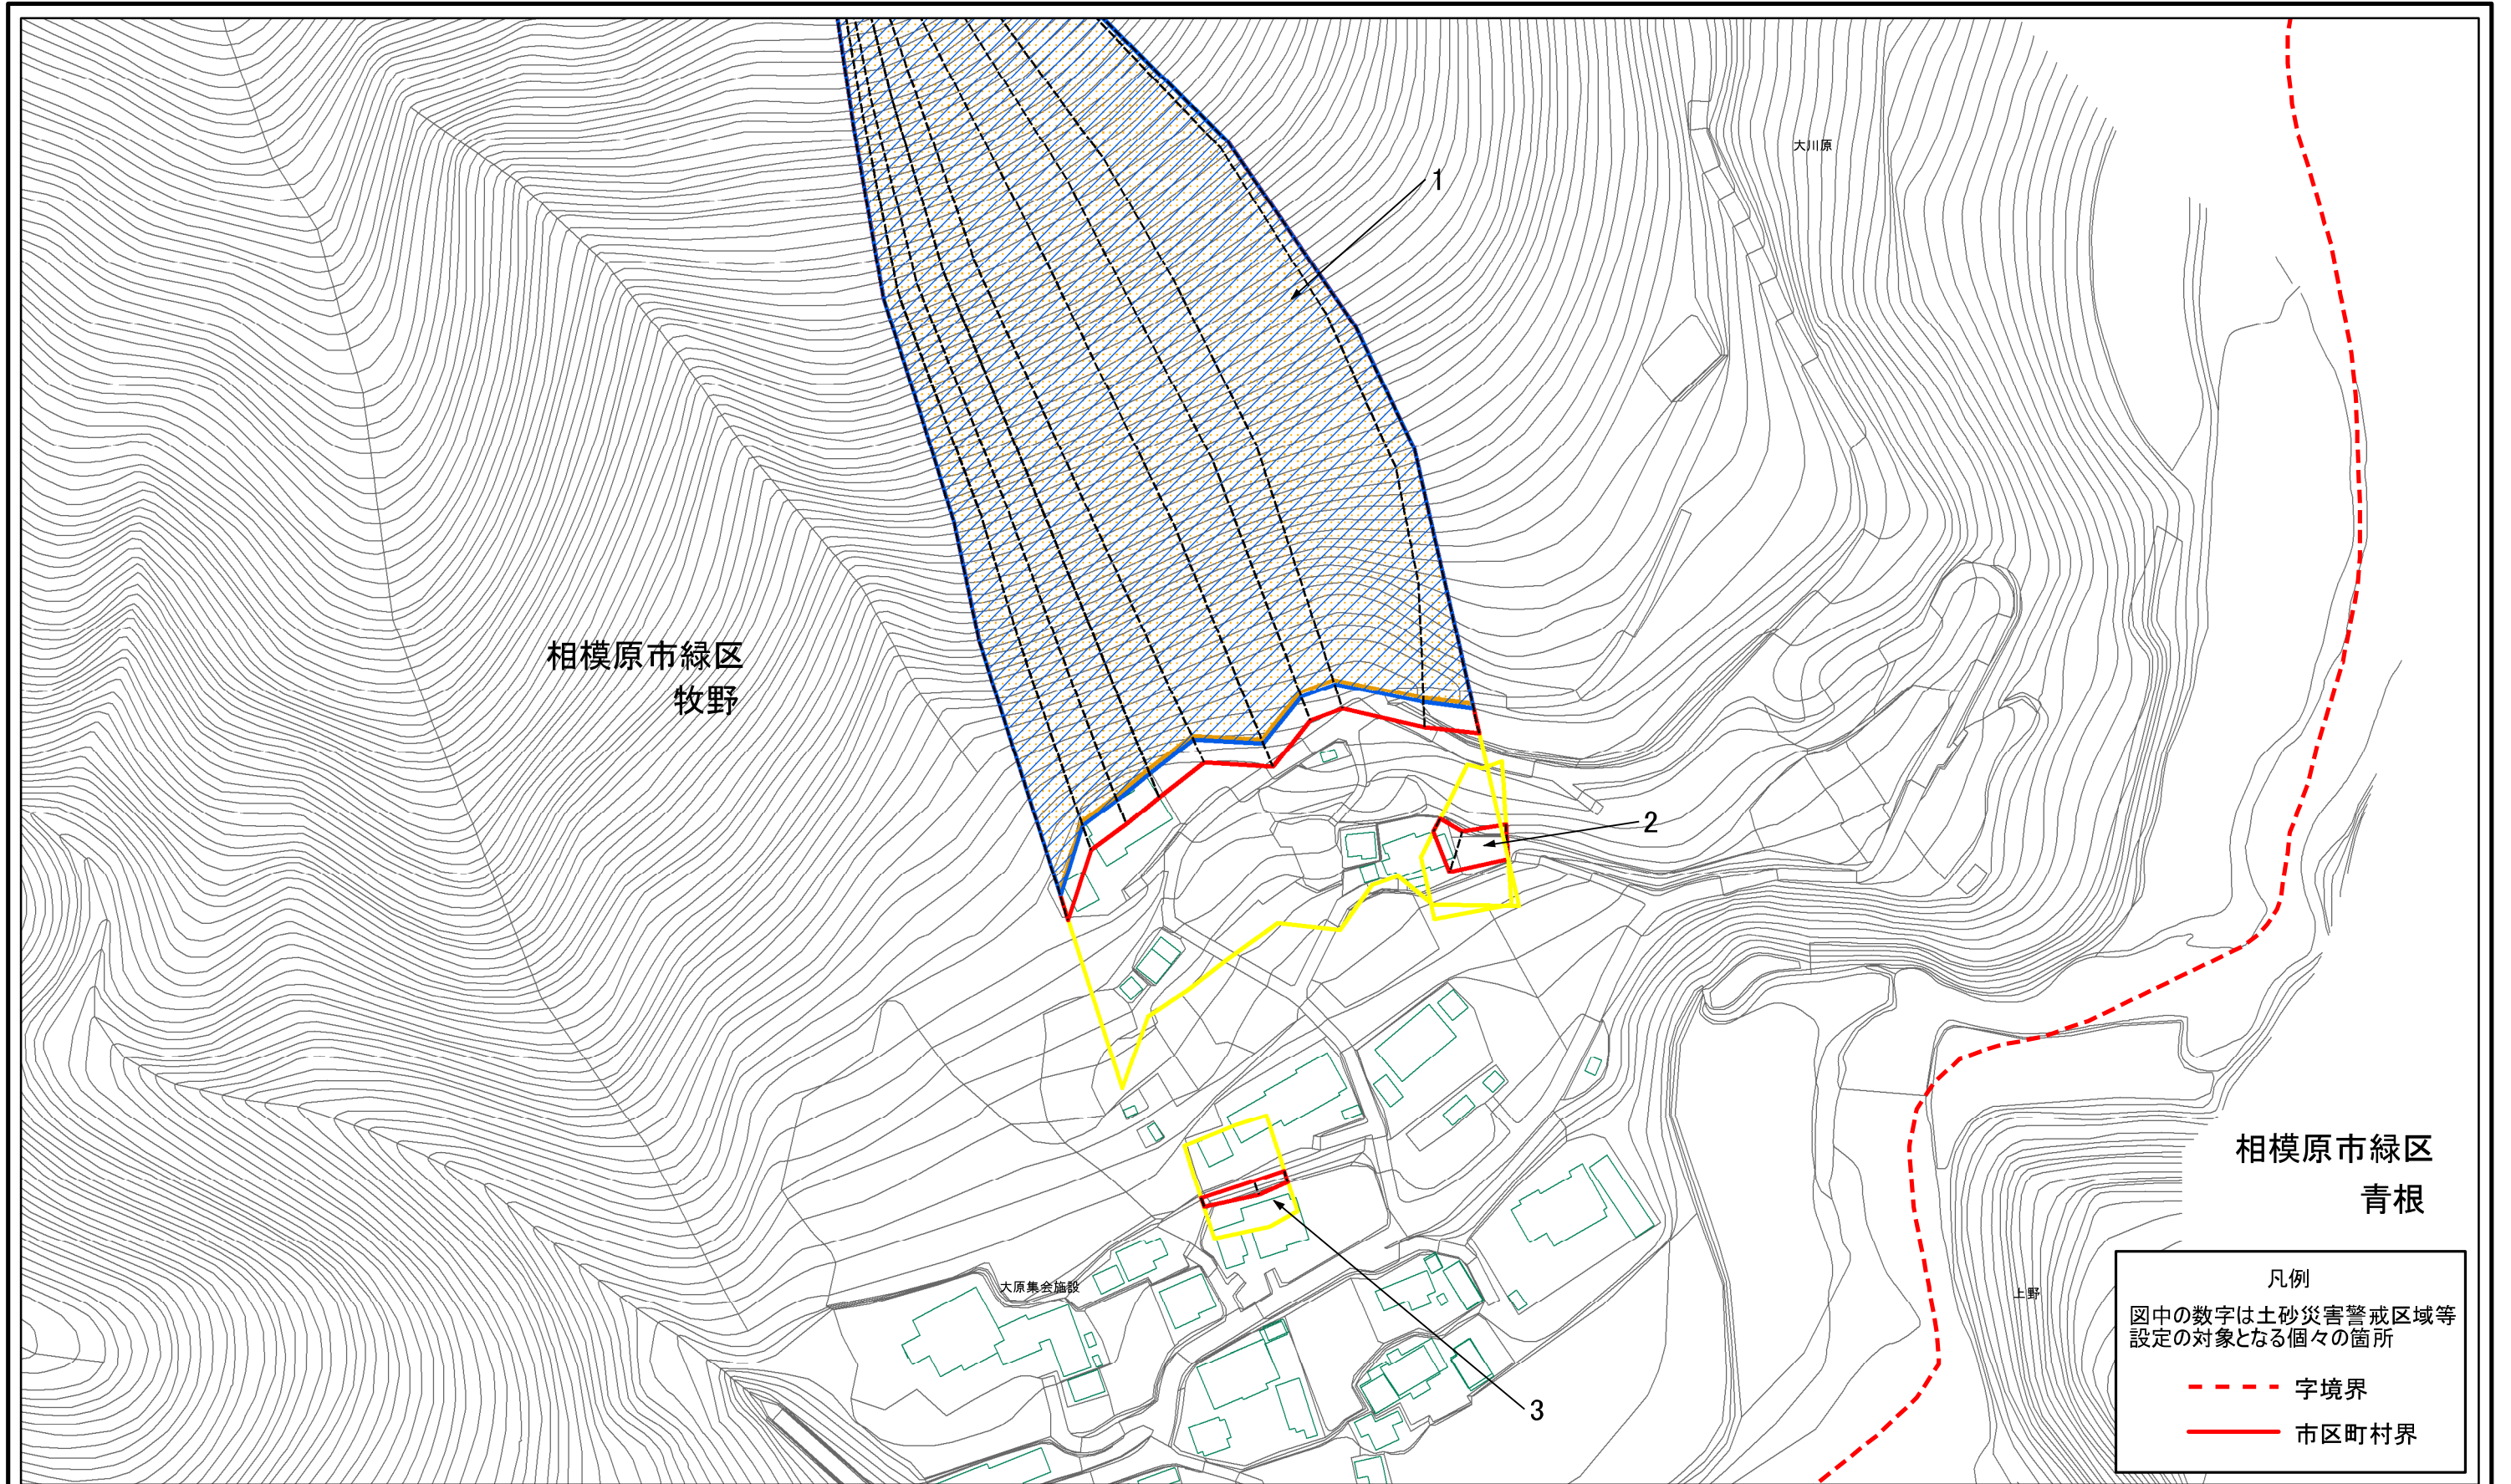 大川原
1
相模原市緑区
牧野
2
相模原市緑区
青根
大原集会施設
上野
3
凡例
図中の数字は土砂災害警戒区域等
設定の対象となる個々の箇所
字境界
市区町村界